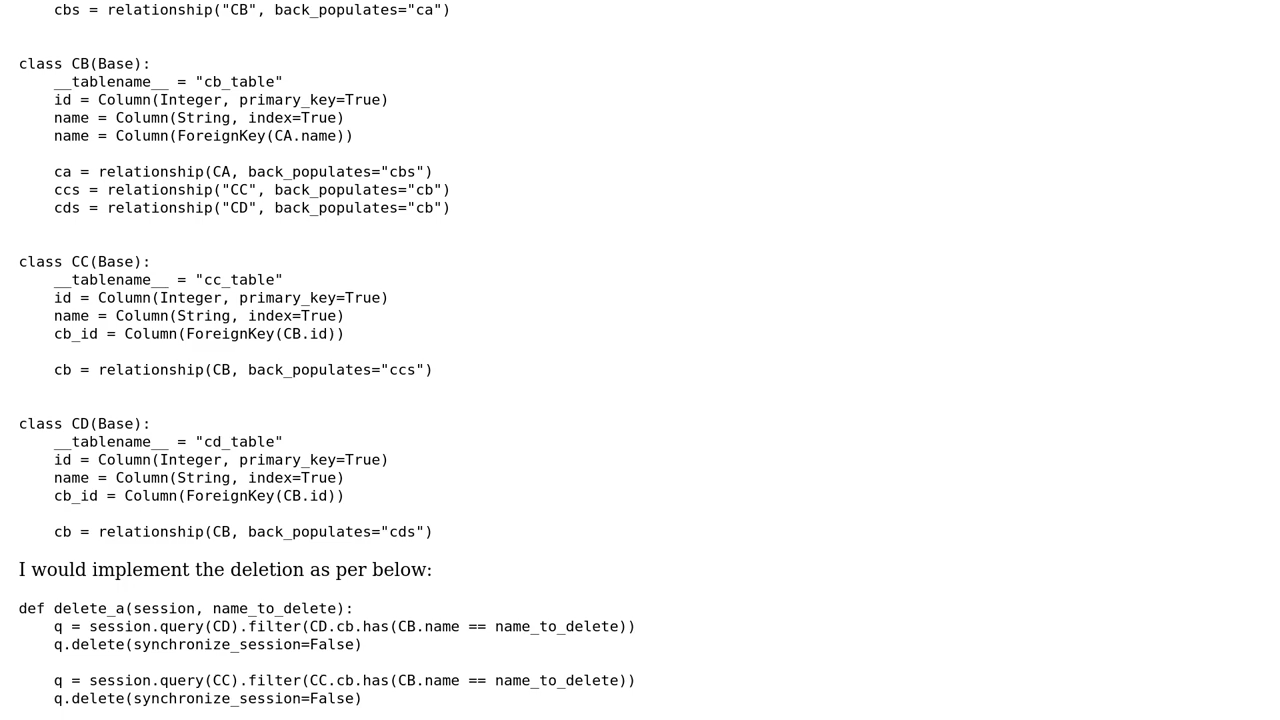 cbs = relationship("CB", back_populates="ca")
class CB(Base):
    __tablename__ = "cb_table"
    id = Column(Integer, primary_key=True)
    name = Column(String, index=True)
    name = Column(ForeignKey(CA.name))
    ca = relationship(CA, back_populates="cbs")
    ccs = relationship("CC", back_populates="cb")
    cds = relationship("CD", back_populates="cb")
class CC(Base):
    __tablename__ = "cc_table"
    id = Column(Integer, primary_key=True)
    name = Column(String, index=True)
    cb_id = Column(ForeignKey(CB.id))
    cb = relationship(CB, back_populates="ccs")
class CD(Base):
    __tablename__ = "cd_table"
    id = Column(Integer, primary_key=True)
    name = Column(String, index=True)
    cb_id = Column(ForeignKey(CB.id))
    cb = relationship(CB, back_populates="cds")
I would implement the deletion as per below:
def delete_a(session, name_to_delete):
    q = session.query(CD).filter(CD.cb.has(CB.name == name_to_delete))
    q.delete(synchronize_session=False)
    q = session.query(CC).filter(CC.cb.has(CB.name == name_to_delete))
    q.delete(synchronize_session=False)